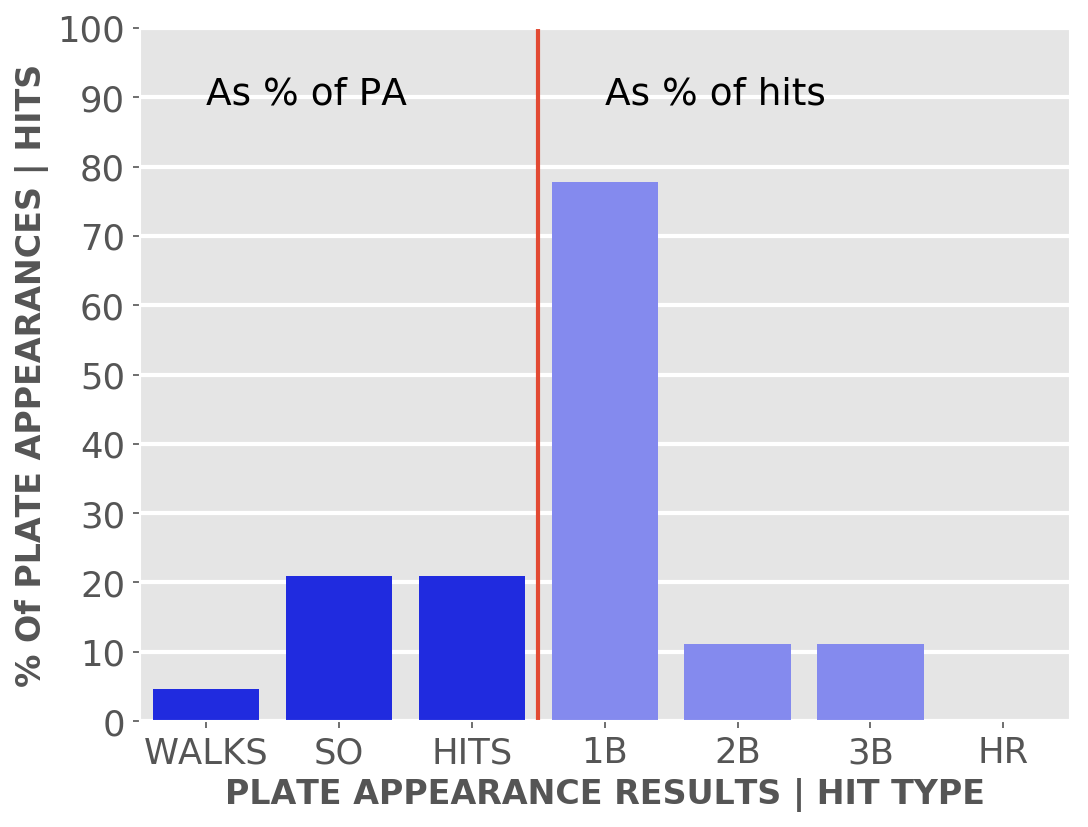 % Of PLATE APPEARANCES | HITS
100
90
80
70
60
50
40
30
20
10
0
As % of PA
As % of hits
WALKS SO HITS 1B 2B 3B HR
PLATE APPEARANCE RESULTS | HIT TYPE